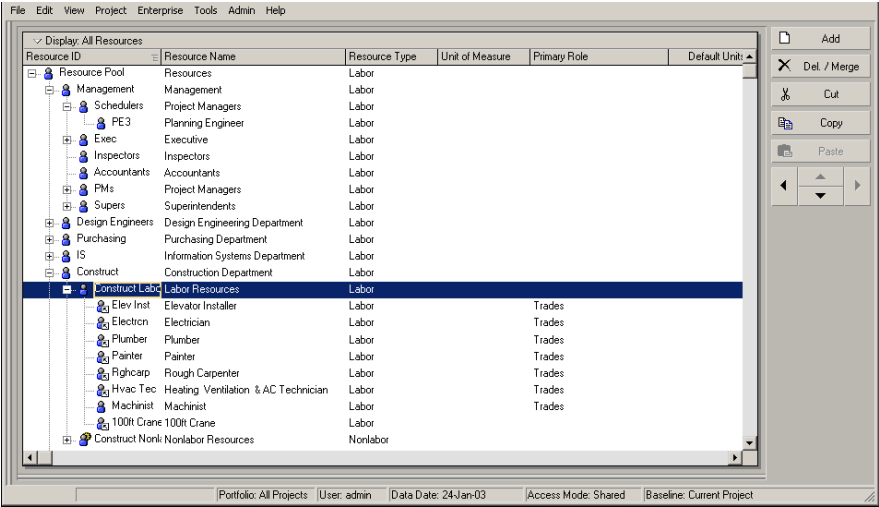 File Edit View Project Enterprise Tools Admin Help
Display: All Resources
Resource ID Resource Name Resource Type Unit of Measure Primary Role Default Units
Resource Pool Resources Labor
Management Management Labor
Schedulers Project Managers Labor
PE3 Planning Engineer Labor
Exec Executive Labor
Inspectors Inspectors Labor
Accountants Accountants Labor
PMs Project Managers Labor
Supers Superintendents Labor
Design Engineers Design Engineering Department Labor
Purchasing Purchasing Department Labor
IS Information Systems Department Labor
Construct Construction Department Labor
Construct Labo Labor Resources Labor
Elev Inst Elevator Installer Labor Trades
Electrcn Electrician Labor Trades
Plumber Plumber Labor Trades
Painter Painter Labor Trades
Rghcarp Rough Carpenter Labor Trades
Hvac Tec Heating Ventilation & AC Technician Labor Trades
Machinist Machinist Labor Trades
100ft Crane 100ft Crane Labor
Construct Nonl Nonlabor Resources Nonlabor
Add
Del. / Merge
Cut
Copy
Paste
Portfolio: All Projects User: admin Data Date: 24-Jan-03 Access Mode: Shared Baseline: Current Project